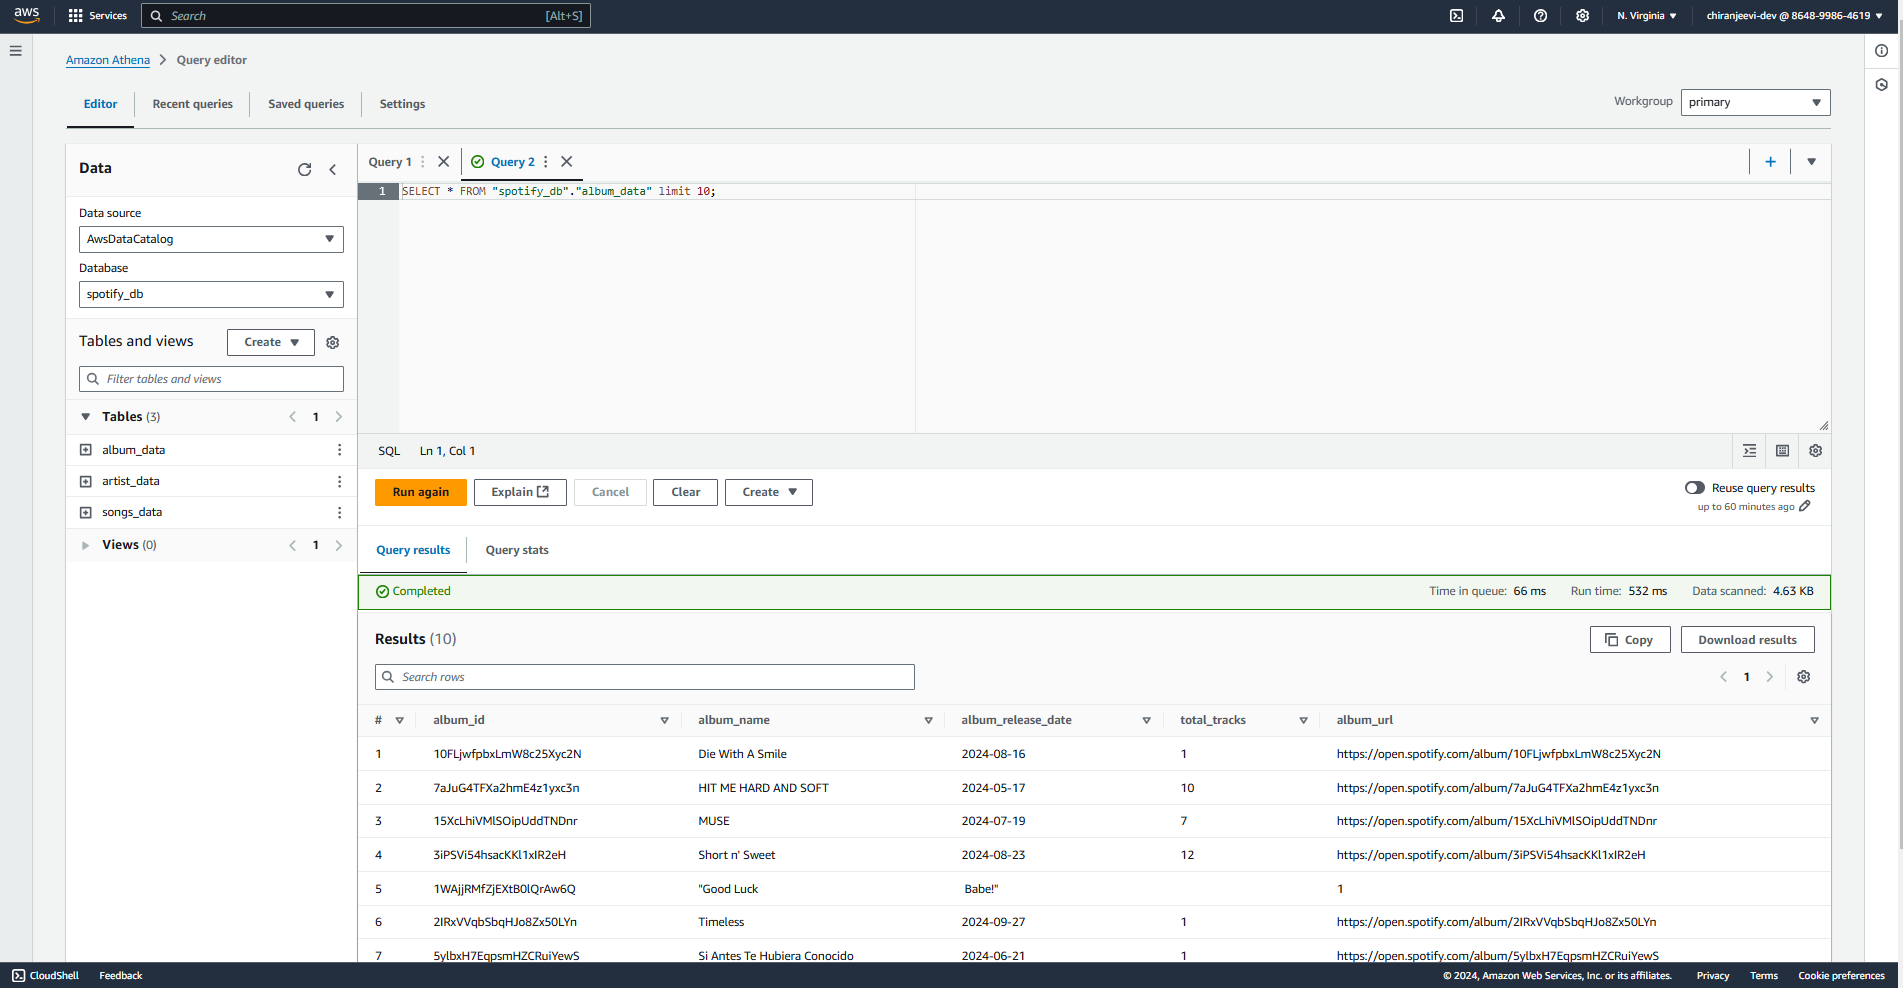 aws Services Search [Alt+S] N. Virginia chiranjeevi-dev @ 8648-9986-4619
Amazon Athena > Query editor
Editor Recent queries Saved queries Settings Workgroup primary
Data
Data source
AwsDataCatalog
Database
spotify_db
Tables and views Create
Filter tables and views
Tables (3) 1
album_data
artist_data
songs_data
Views (0) 1
Query 1 Query 2
1 SELECT * FROM "spotify_db"."album_data" limit 10;
SQL Ln 1, Col 1
Run again Explain Cancel Clear Create Reuse query results
up to 60 minutes ago
Query results Query stats
Completed Time in queue: 66 ms Run time: 532 ms Data scanned: 4.63 KB
Results (10) Copy Download results
Search rows 1
# album_id album_name album_release_date total_tracks album_url
1 10FLjwfpbxLmW8c25Xyc2N Die With A Smile 2024-08-16 1 https://open.spotify.com/album/10FLjwfpbxLmW8c25Xyc2N
2 7aJuG4TFXa2hmE4z1yxc3n HIT ME HARD AND SOFT 2024-05-17 10 https://open.spotify.com/album/7aJuG4TFXa2hmE4z1yxc3n
3 15XcLhiVMlSOipUddTNDnr MUSE 2024-07-19 7 https://open.spotify.com/album/15XcLhiVMlSOipUddTNDnr
4 3iPSVi54hsacKKl1xIR2eH Short n' Sweet 2024-08-23 12 https://open.spotify.com/album/3iPSVi54hsacKKl1xIR2eH
5 1WAjjRMfZjEXtB0lQrAw6Q "Good Luck Babe!" 1
6 2IRxVVqbSbqHJo8Zx50LYn Timeless 2024-09-27 1 https://open.spotify.com/album/2IRxVVqbSbqHJo8Zx50LYn
7 5ylbxH7EqpsmHZCRuiYewS Si Antes Te Hubiera Conocido 2024-06-21 1 https://open.spotify.com/album/5ylbxH7EqpsmHZCRuiYewS
CloudShell Feedback © 2024, Amazon Web Services, Inc. or its affiliates. Privacy Terms Cookie preferences